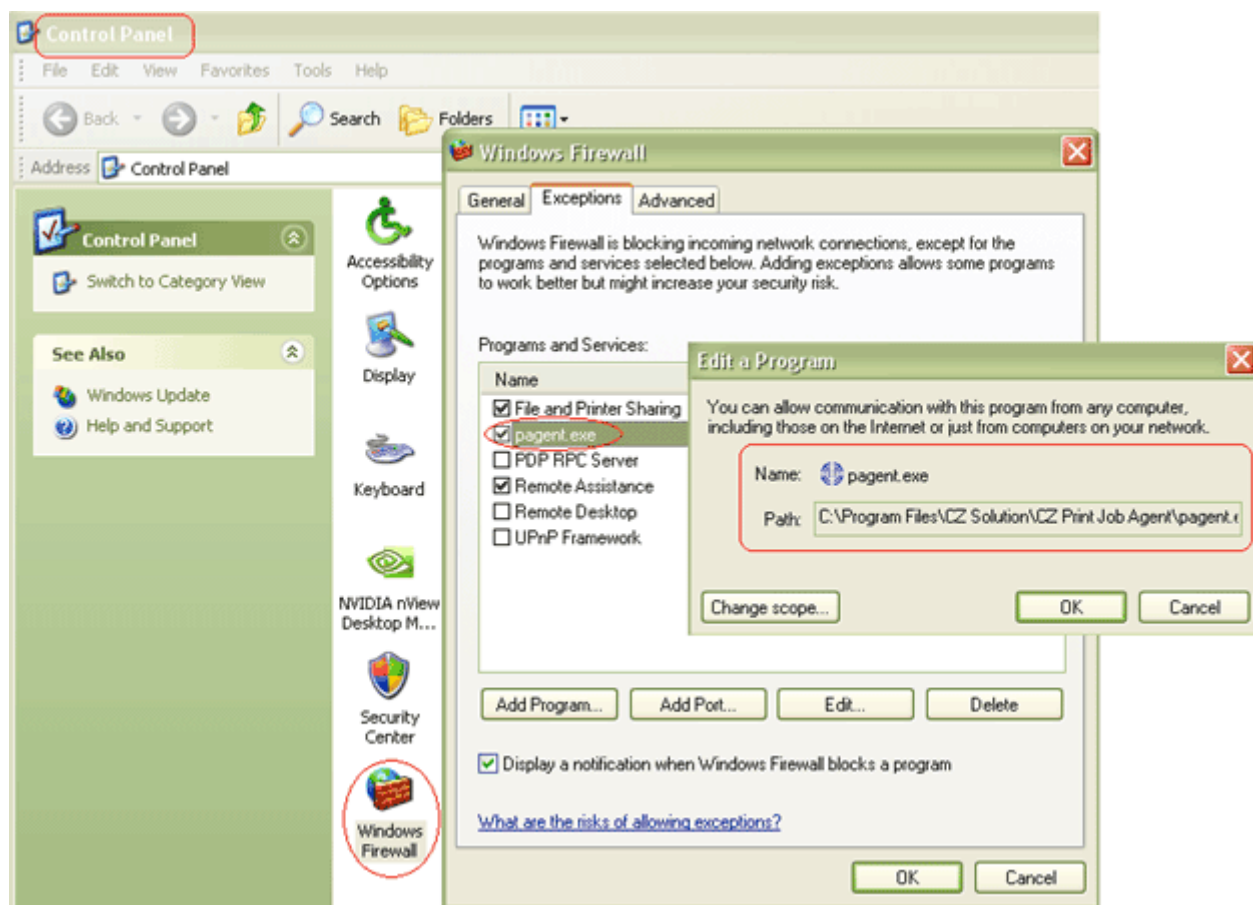 Control Panel
File Edit View Favorites Tools Help
Back Search Folders
Address Control Panel
Control Panel
Switch to Category View
See Also
Windows Update
Help and Support
Accessibility
Options
Display
Keyboard
NVIDIA nView
Desktop M...
Security
Center
Windows
Firewall
Windows Firewall
General Exceptions Advanced
Windows Firewall is blocking incoming network connections, except for the
programs and services selected below. Adding exceptions allows some programs
to work better but might increase your security risk.
Programs and Services:
Name
File and Printer Sharing
pagent.exe
PDP RPC Server
Remote Assistance
Remote Desktop
UPnP Framework
Add Program... Add Port... Edit... Delete
Display a notification when Windows Firewall blocks a program
What are the risks of allowing exceptions?
OK Cancel
Edit a Program
You can allow communication with this program from any computer,
including those on the Internet or just from computers on your network.
Name: pagent.exe
Path: C:\Program Files\CZ Solution\CZ Print Job Agent\pagent.e
Change scope... OK Cancel